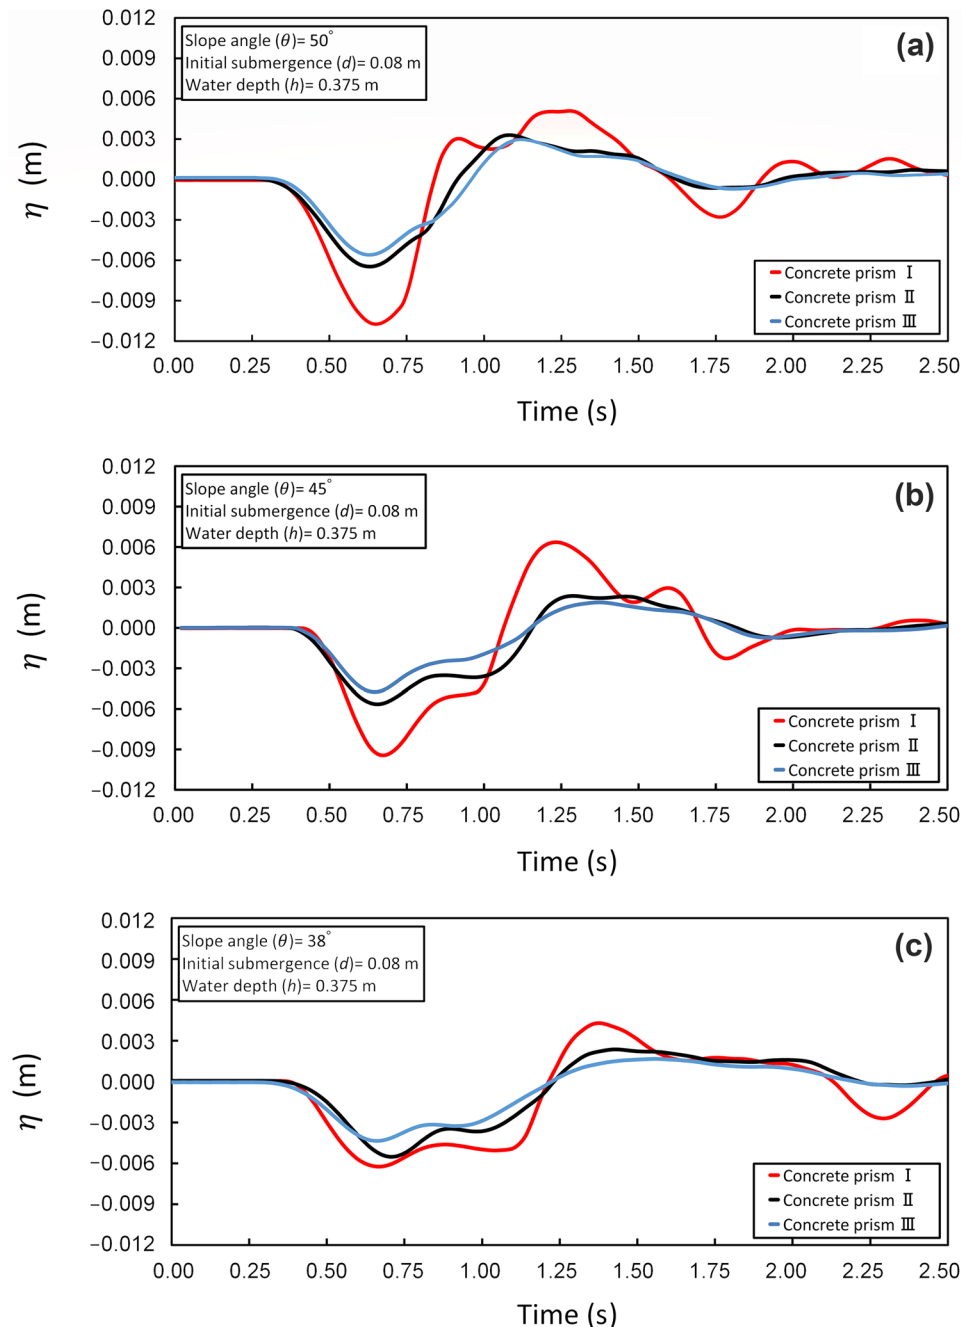 0.012
0.009
0.006
0.003
0.000
−0.003
−0.006
−0.009
−0.012
η (m)
Slope angle (θ)= 50°
Initial submergence (d)= 0.08 m
Water depth (h)= 0.375 m
(a)
Concrete prism Ⅰ
Concrete prism Ⅱ
Concrete prism Ⅲ
0.00 0.25 0.50 0.75 1.00 1.25 1.50 1.75 2.00 2.25 2.50
Time (s)
0.012
0.009
0.006
0.003
0.000
−0.003
−0.006
−0.009
−0.012
η (m)
Slope angle (θ)= 45°
Initial submergence (d)= 0.08 m
Water depth (h)= 0.375 m
(b)
Concrete prism Ⅰ
Concrete prism Ⅱ
Concrete prism Ⅲ
0.00 0.25 0.50 0.75 1.00 1.25 1.50 1.75 2.00 2.25 2.50
Time (s)
0.012
0.009
0.006
0.003
0.000
−0.003
−0.006
−0.009
−0.012
η (m)
Slope angle (θ)= 38°
Initial submergence (d)= 0.08 m
Water depth (h)= 0.375 m
(c)
Concrete prism Ⅰ
Concrete prism Ⅱ
Concrete prism Ⅲ
0.00 0.25 0.50 0.75 1.00 1.25 1.50 1.75 2.00 2.25 2.50
Time (s)